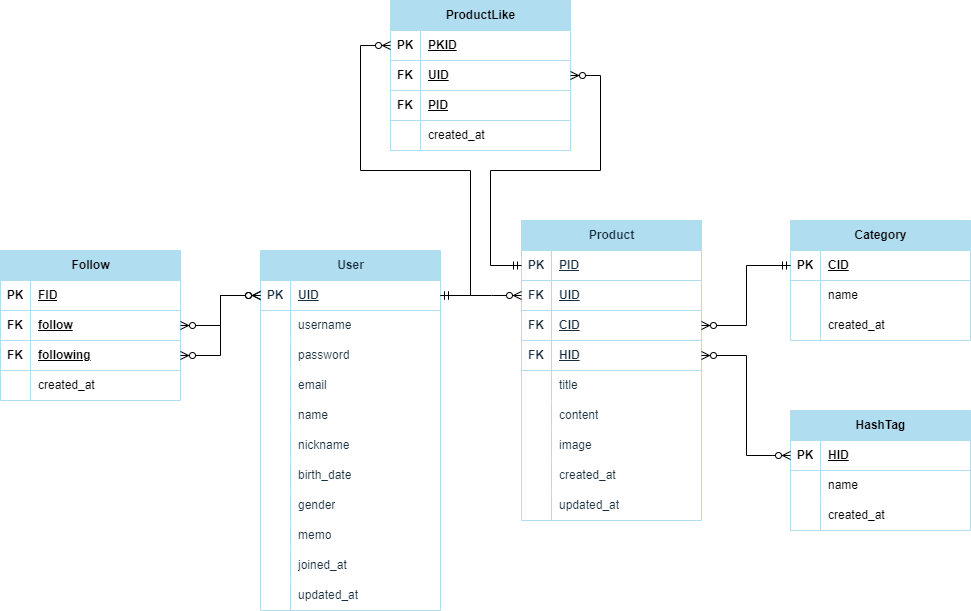 ProductLike
PK PKID
FK UID
FK PID
created_at
Follow
PK FID
FK follow
FK following
created_at
User
PK UID
username
password
email
name
nickname
birth_date
gender
memo
joined_at
updated_at
Product
PK PID
FK UID
FK CID
FK HID
title
content
image
created_at
updated_at
Category
PK CID
name
created_at
HashTag
PK HID
name
created_at